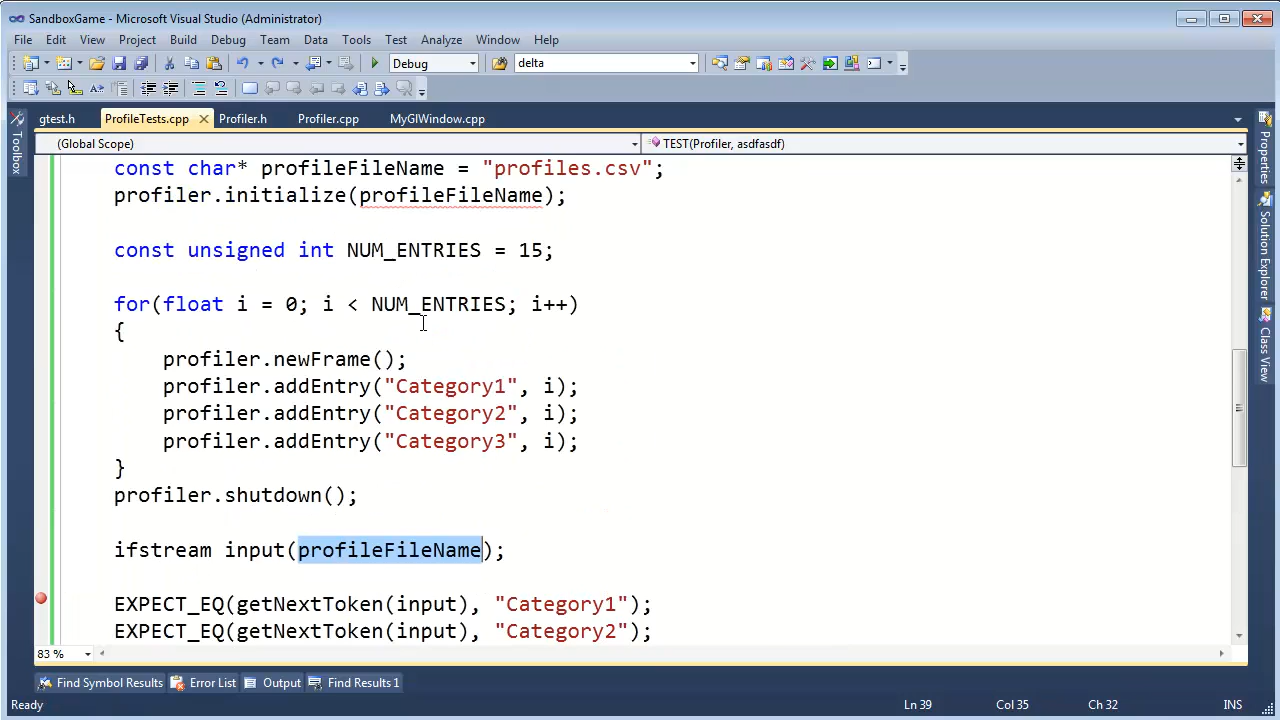 SandboxGame - Microsoft Visual Studio (Administrator)
File Edit View Project Build Debug Team Data Tools Test Analyze Window Help
Debug delta
gtest.h ProfileTests.cpp Profiler.h Profiler.cpp MyGlWindow.cpp
(Global Scope) TEST(Profiler, asdfasdf)
Toolbox
const char* profileFileName = "profiles.csv";
profiler.initialize(profileFileName);
const unsigned int NUM_ENTRIES = 15;
for(float i = 0; i < NUM_ENTRIES; i++)
{
profiler.newFrame();
profiler.addEntry("Category1", i);
profiler.addEntry("Category2", i);
profiler.addEntry("Category3", i);
}
profiler.shutdown();
ifstream input(profileFileName);
EXPECT_EQ(getNextToken(input), "Category1");
EXPECT_EQ(getNextToken(input), "Category2");
Properties
Solution Explorer
Class View
83 %
Find Symbol Results Error List Output Find Results 1
Ready Ln 39 Col 35 Ch 32 INS